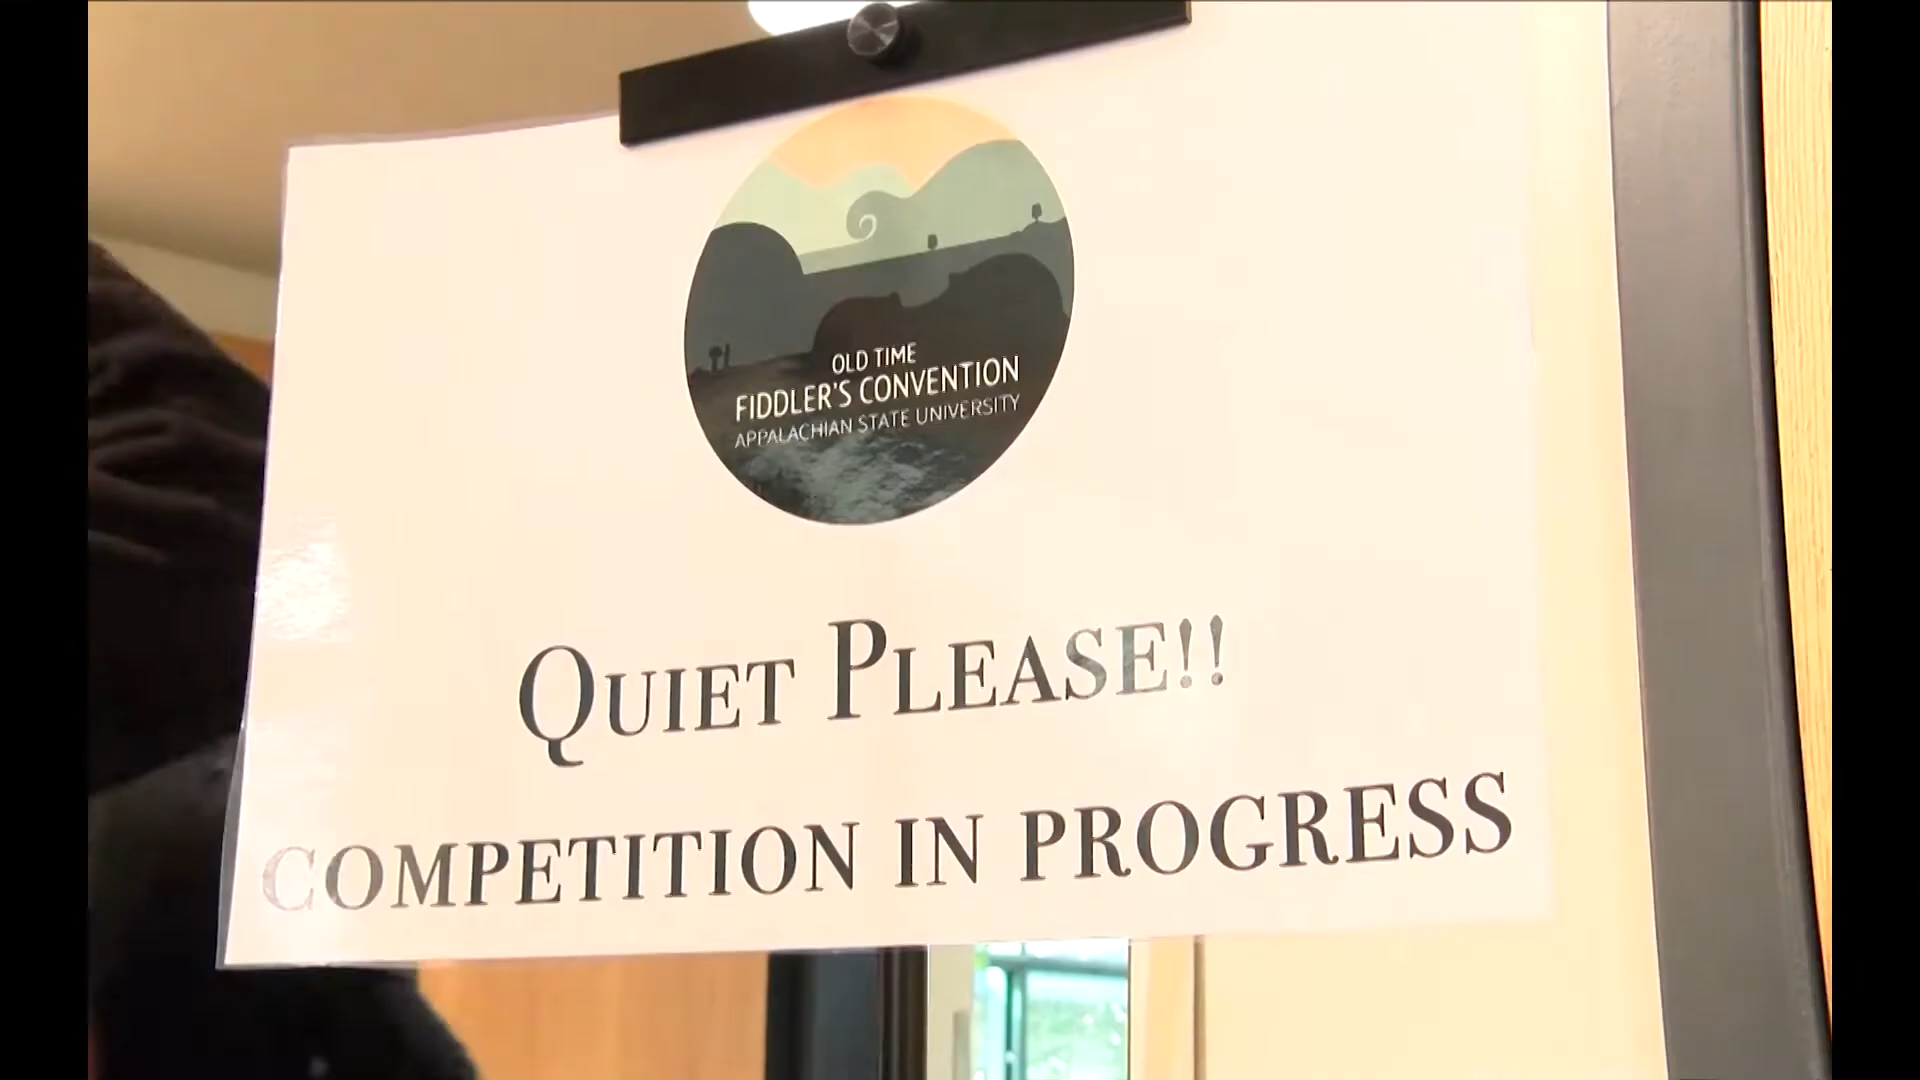 OLD TIME
FIDDLER'S CONVENTION
APPALACHIAN STATE UNIVERSITY
QUIET PLEASE!!
COMPETITION IN PROGRESS